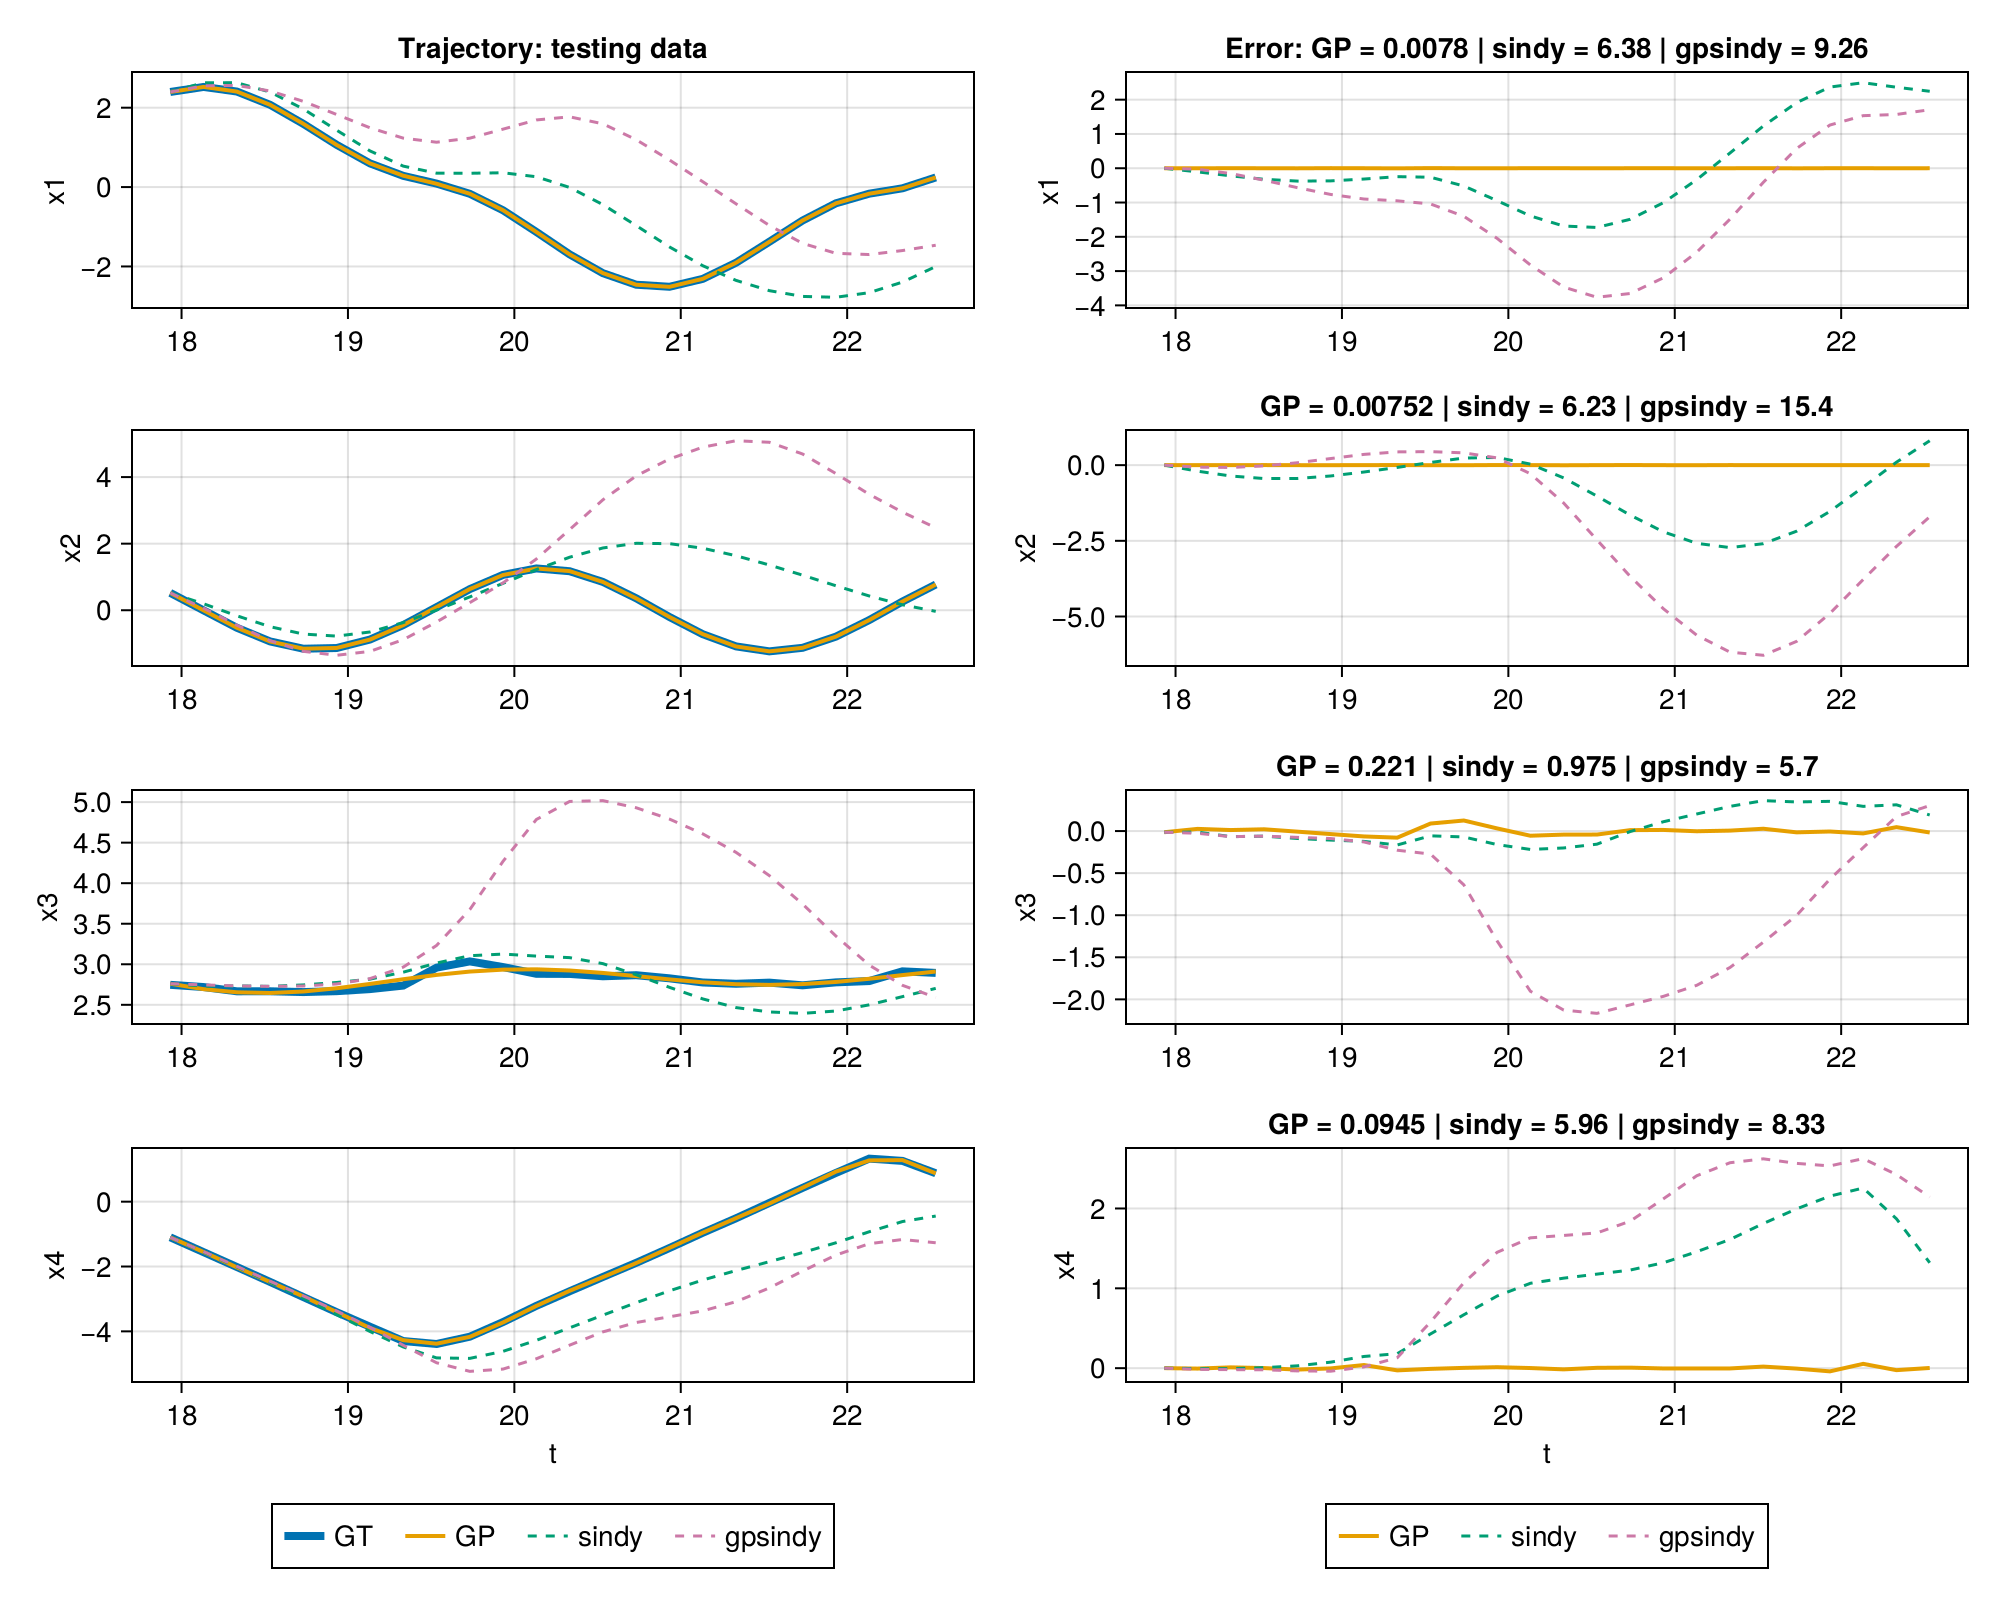 Trajectory: testing data
x1
2
0
−2
18 19 20 21 22
Error: GP = 0.0078 | sindy = 6.38 | gpsindy = 9.26
x1
2
1
0
−1
−2
−3
−4
18 19 20 21 22
x2
4
2
0
18 19 20 21 22
GP = 0.00752 | sindy = 6.23 | gpsindy = 15.4
x2
0.0
−2.5
−5.0
18 19 20 21 22
x3
5.0
4.5
4.0
3.5
3.0
2.5
18 19 20 21 22
GP = 0.221 | sindy = 0.975 | gpsindy = 5.7
x3
0.0
−0.5
−1.0
−1.5
−2.0
18 19 20 21 22
x4
0
−2
−4
18 19 20 21 22
t
GP = 0.0945 | sindy = 5.96 | gpsindy = 8.33
x4
2
1
0
18 19 20 21 22
t
GT GP sindy gpsindy
GP sindy gpsindy